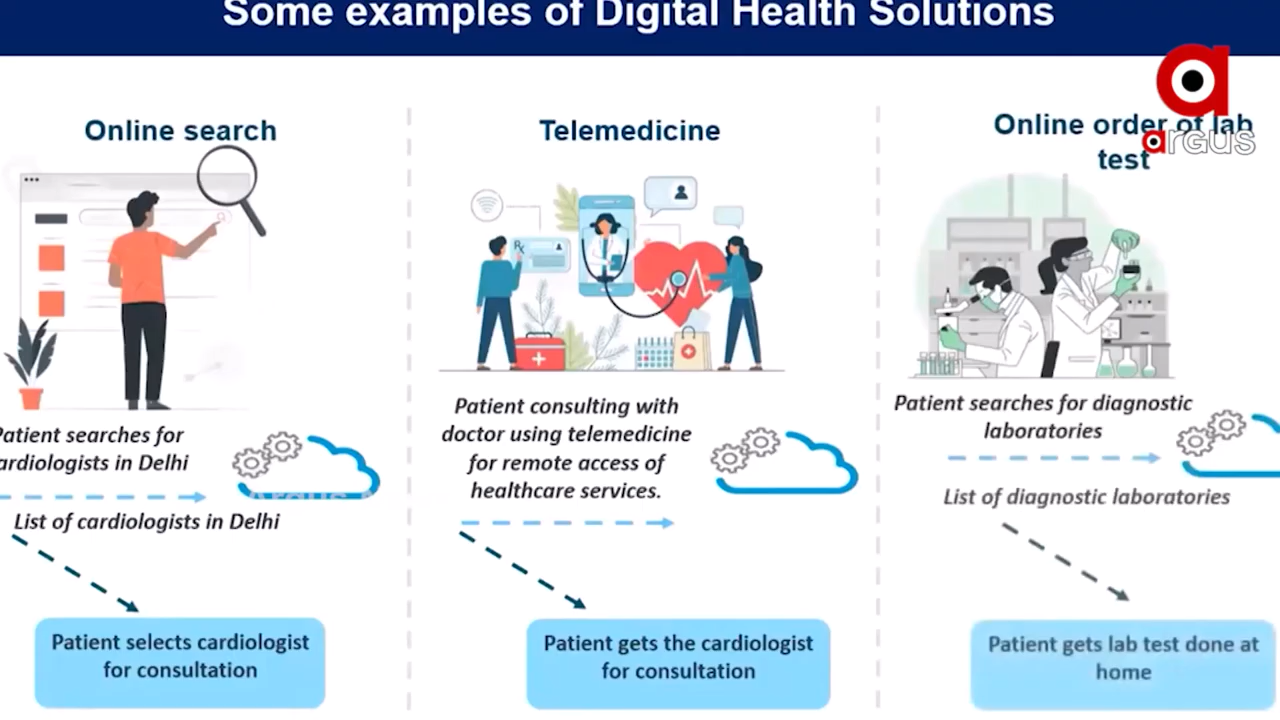 Some examples of Digital Health Solutions
argus
Online search
Patient searches for
cardiologists in Delhi
List of cardiologists in Delhi
Patient selects cardiologist
for consultation
Telemedicine
Rx
Patient consulting with
doctor using telemedicine
for remote access of
healthcare services.
Patient gets the cardiologist
for consultation
Online order of lab
test
Patient searches for diagnostic
laboratories
List of diagnostic laboratories
Patient gets lab test done at
home